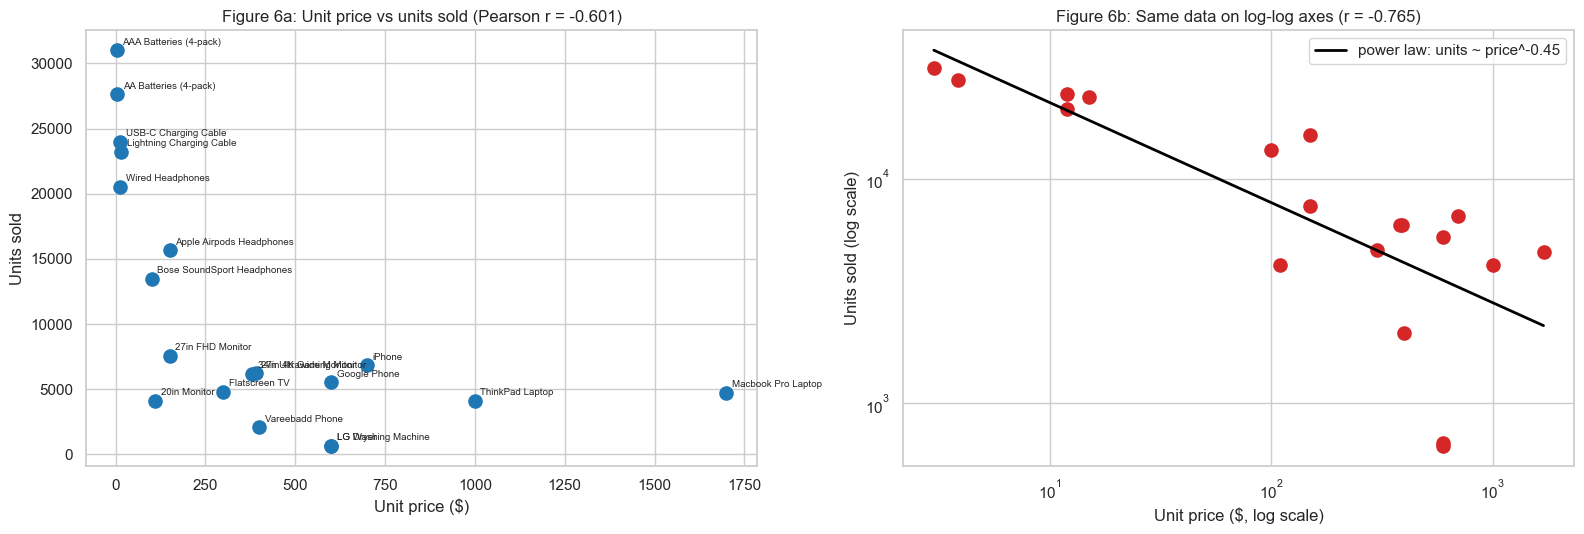 Figure 6a: Unit price vs units sold (Pearson r = -0.601)
AAA Batteries (4-pack)
AA Batteries (4-pack)
USB-C Charging Cable
Lightning Charging Cable
Wired Headphones
Apple Airpods Headphones
Bose SoundSport Headphones
27in FHD Monitor
iPhone
Google Phone
Flatscreen TV
20in Monitor
ThinkPad Laptop
Macbook Pro Laptop
Vareebadd Phone
30000
25000
20000
15000
10000
5000
0
Units sold
0 250 500 750 1000 1250 1500 1750
Unit price ($)
Figure 6b: Same data on log-log axes (r = -0.765)
power law: units ~ price^-0.45
10^4
10^3
Units sold (log scale)
10^1 10^2 10^3
Unit price ($, log scale)